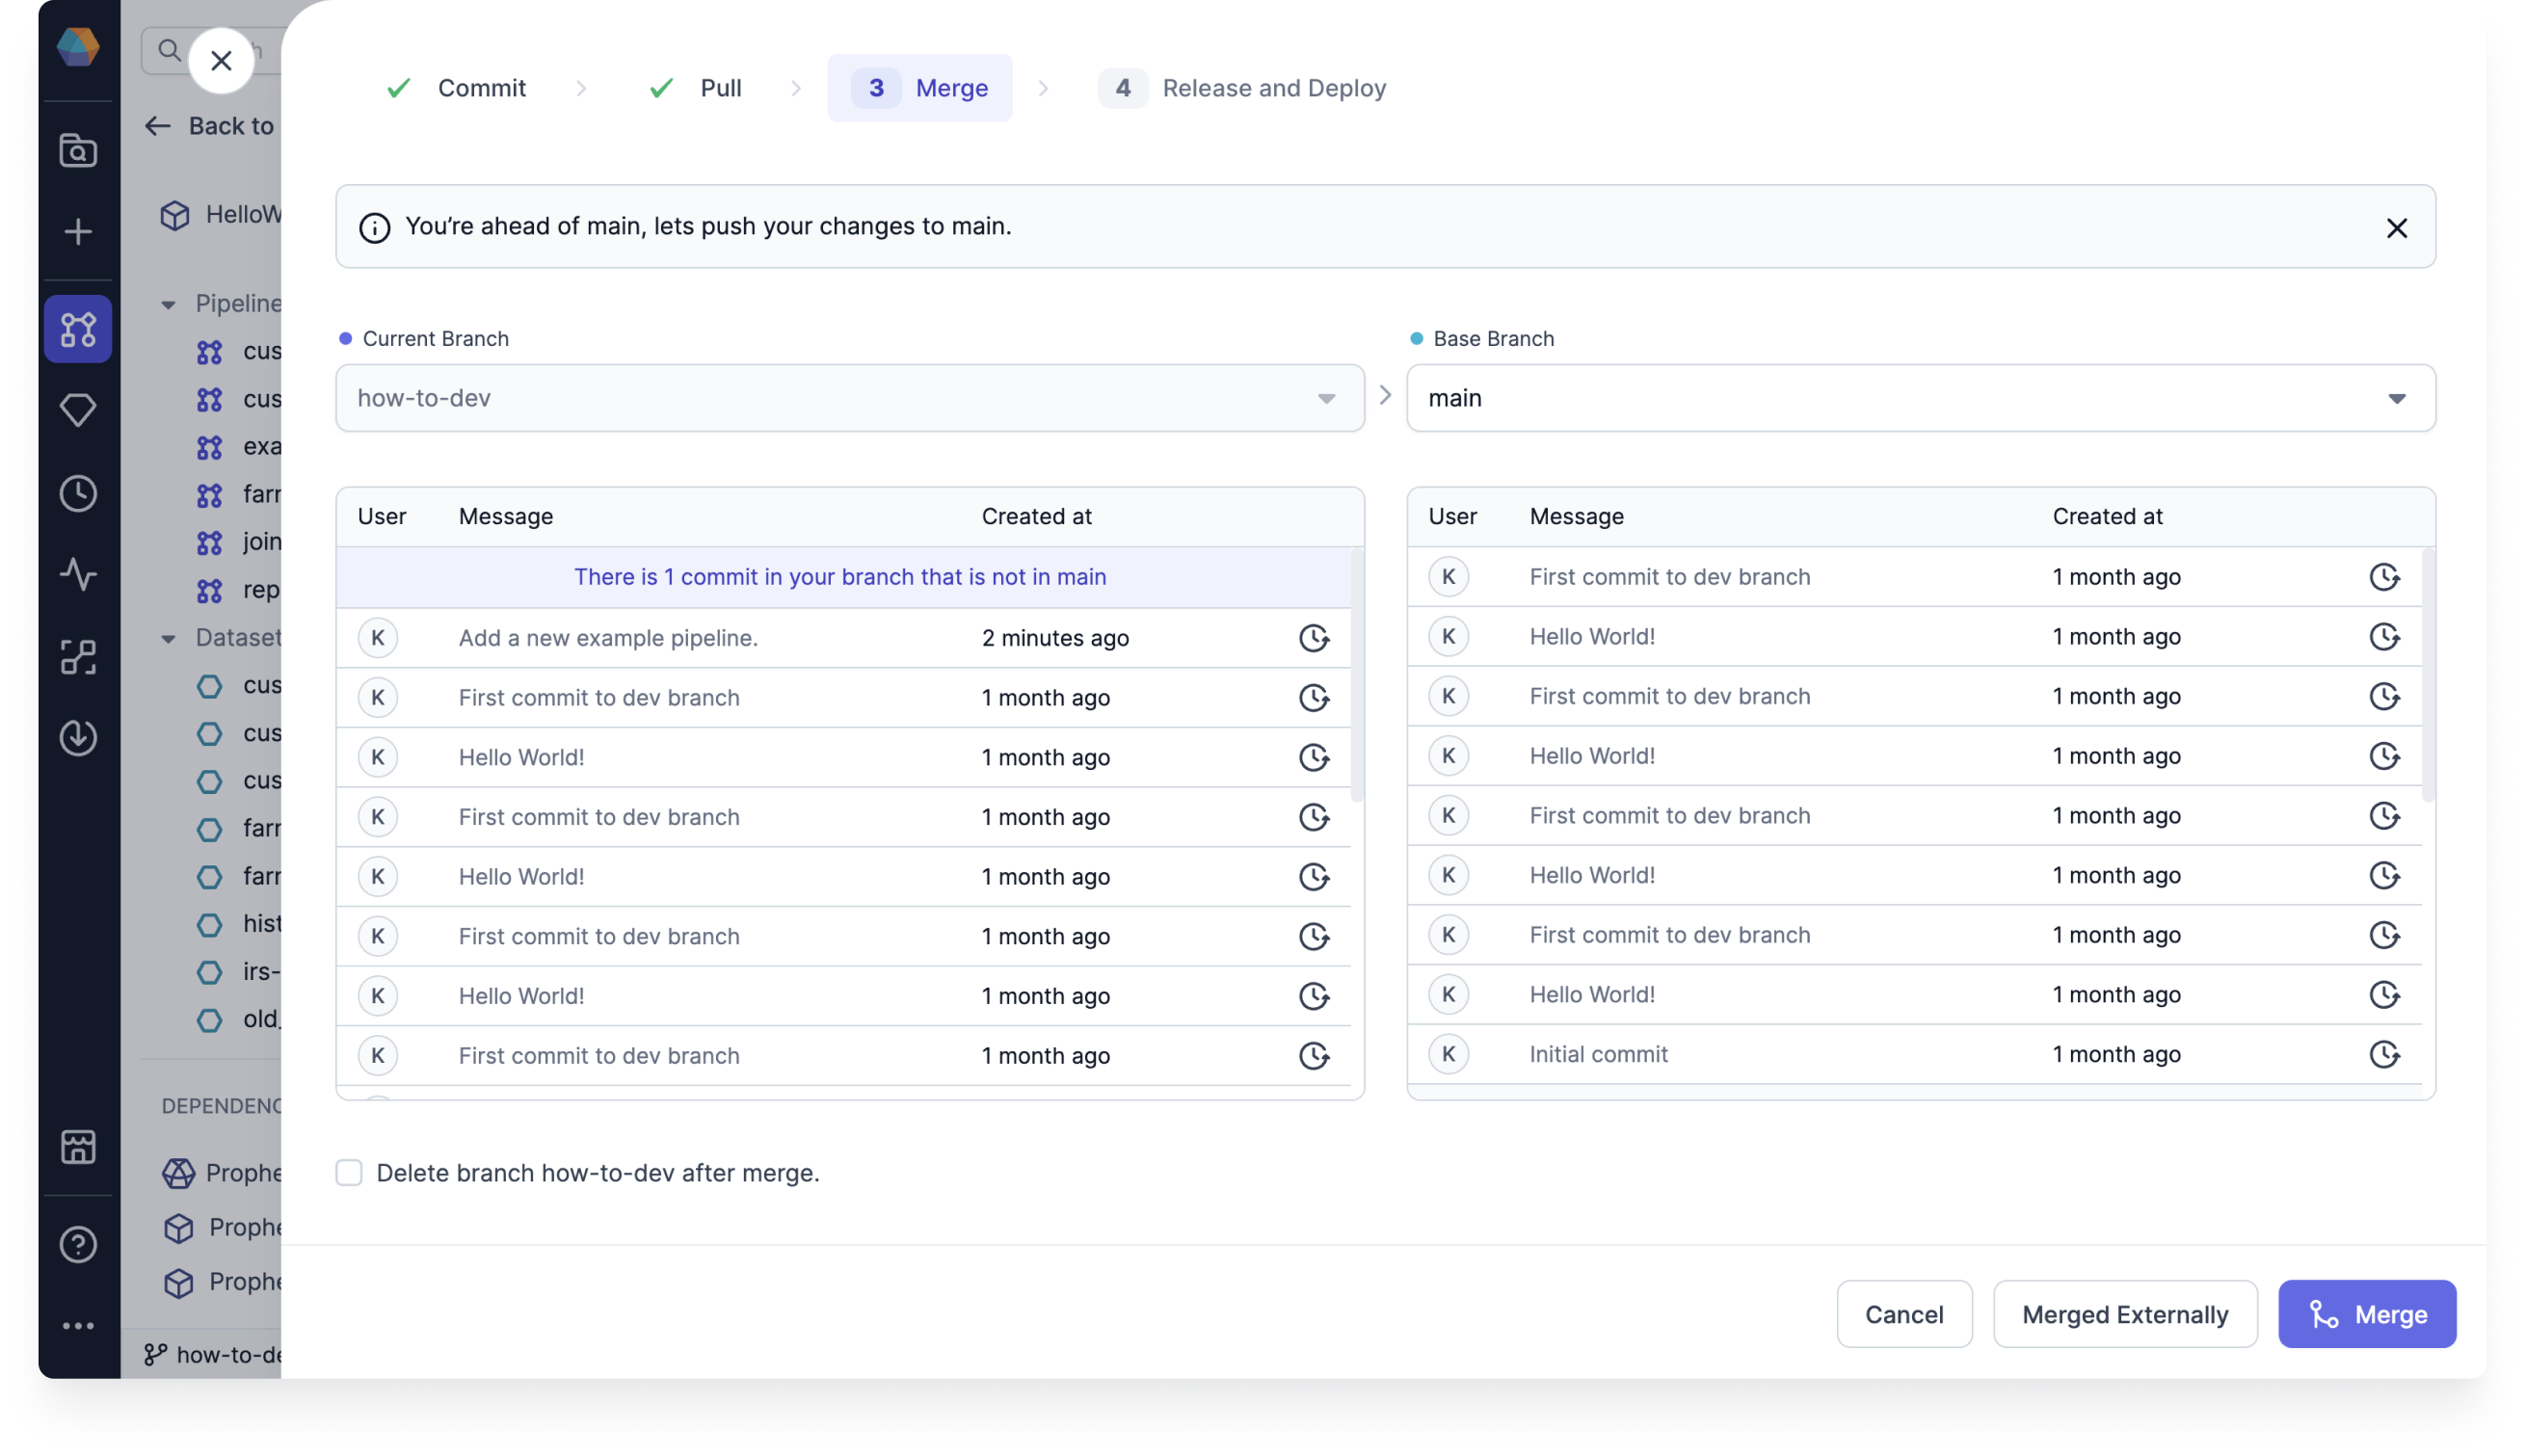 Back to
HelloW
Pipeline
cus
cus
exa
farr
join
rep
Dataset
cus
cus
cus
farr
farr
hist
irs-
old_
DEPENDENC
Prophe
Prophe
Prophe
how-to-de
Commit
Pull
3 Merge
4 Release and Deploy
You’re ahead of main, lets push your changes to main.
Current Branch
how-to-dev
Base Branch
main
User Message Created at
There is 1 commit in your branch that is not in main
K Add a new example pipeline. 2 minutes ago
K First commit to dev branch 1 month ago
K Hello World! 1 month ago
K First commit to dev branch 1 month ago
K Hello World! 1 month ago
K First commit to dev branch 1 month ago
K Hello World! 1 month ago
K First commit to dev branch 1 month ago
User Message Created at
K First commit to dev branch 1 month ago
K Hello World! 1 month ago
K First commit to dev branch 1 month ago
K Hello World! 1 month ago
K First commit to dev branch 1 month ago
K Hello World! 1 month ago
K First commit to dev branch 1 month ago
K Hello World! 1 month ago
K Initial commit 1 month ago
Delete branch how-to-dev after merge.
Cancel
Merged Externally
Merge